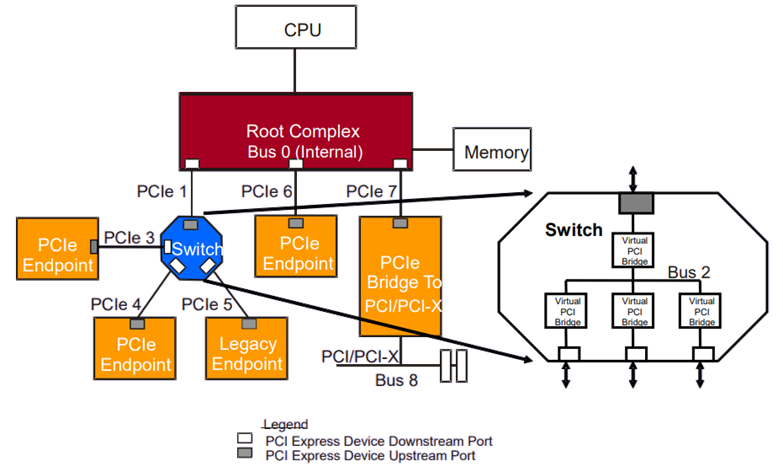 CPU
Root Complex
Bus 0 (Internal)
Memory
PCIe 1
PCIe 6
PCIe 7
PCIe
Endpoint
PCIe 3
Switch
PCIe
Endpoint
PCIe
Bridge To
PCI/PCI-X
PCIe 4
PCIe 5
PCIe
Endpoint
Legacy
Endpoint
PCI/PCI-X
Bus 8
Switch
Virtual
PCI
Bridge
Bus 2
Virtual
PCI
Bridge
Virtual
PCI
Bridge
Virtual
PCI
Bridge
Legend
PCI Express Device Downstream Port
PCI Express Device Upstream Port